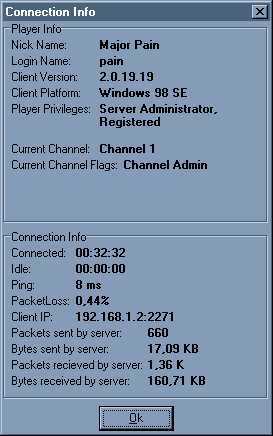 Connection Info
Player Info
Nick Name: Major Pain
Login Name: pain
Client Version: 2.0.19.19
Client Platform: Windows 98 SE
Player Privileges: Server Administrator,
Registered
Current Channel: Channel 1
Current Channel Flags: Channel Admin
Connection Info
Connected: 00:32:32
Idle: 00:00:00
Ping: 8 ms
PacketLoss: 0,44%
Client IP: 192.168.1.2:2271
Packets sent by server: 660
Bytes sent by server: 17,09 KB
Packets recieved by server: 1,36 K
Bytes received by server: 160,71 KB
Ok